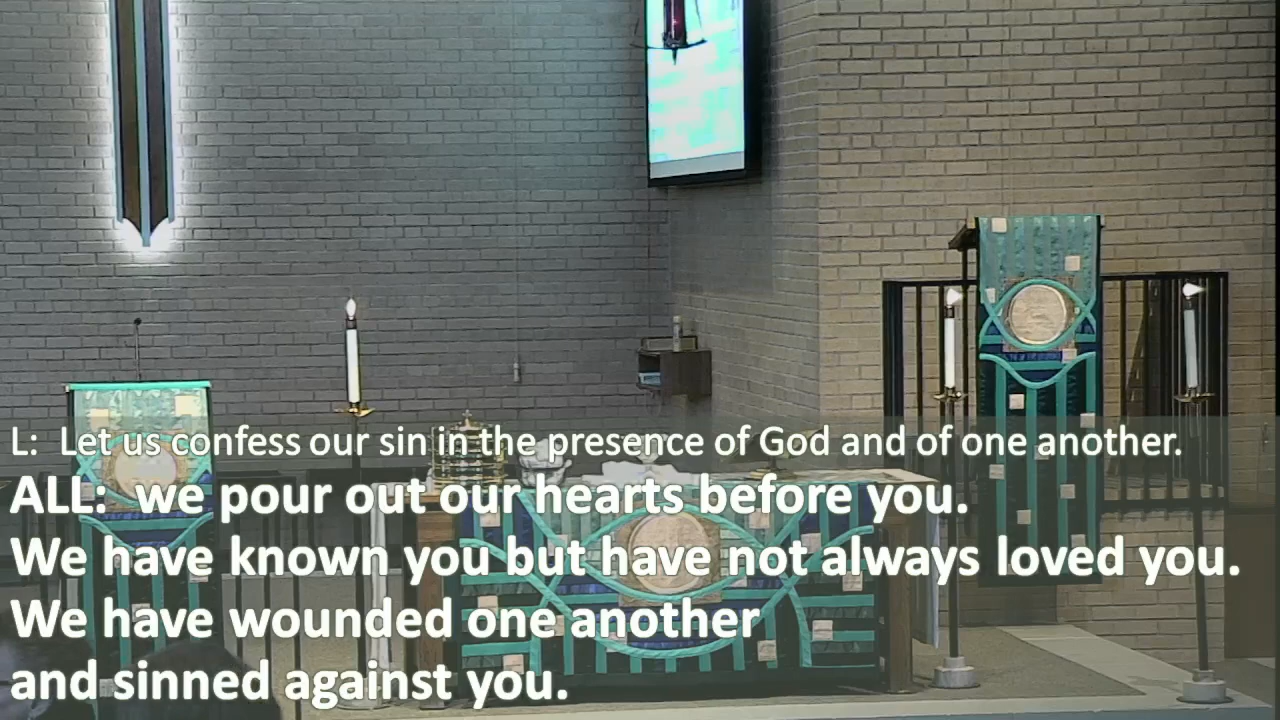 L: Let us confess our sin in the presence of God and of one another.
ALL: we pour out our hearts before you.
We have known you but have not always loved you.
We have wounded one another
and sinned against you.